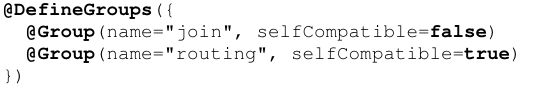 @DefineGroups({
  @Group(name="join", selfCompatible=false)
  @Group(name="routing", selfCompatible=true)
})